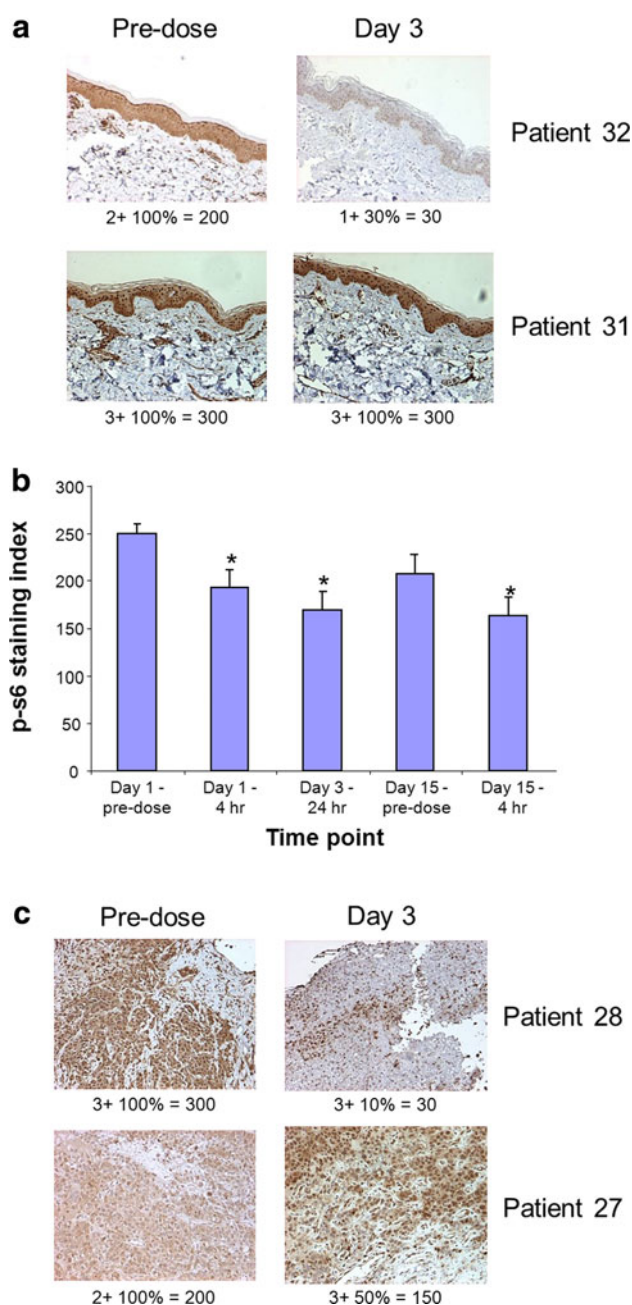 a
Pre-dose Day 3
Patient 32
2+ 100% = 200 1+ 30% = 30
Patient 31
3+ 100% = 300 3+ 100% = 300
b
p-s6 staining index
300
250
200
150
100
50
0
* * *
Day 1 - Day 1 - Day 3 - Day 15 - Day 15 -
pre-dose 4 hr 24 hr pre-dose 4 hr
Time point
c
Pre-dose Day 3
Patient 28
3+ 100% = 300 3+ 10% = 30
Patient 27
2+ 100% = 200 3+ 50% = 150